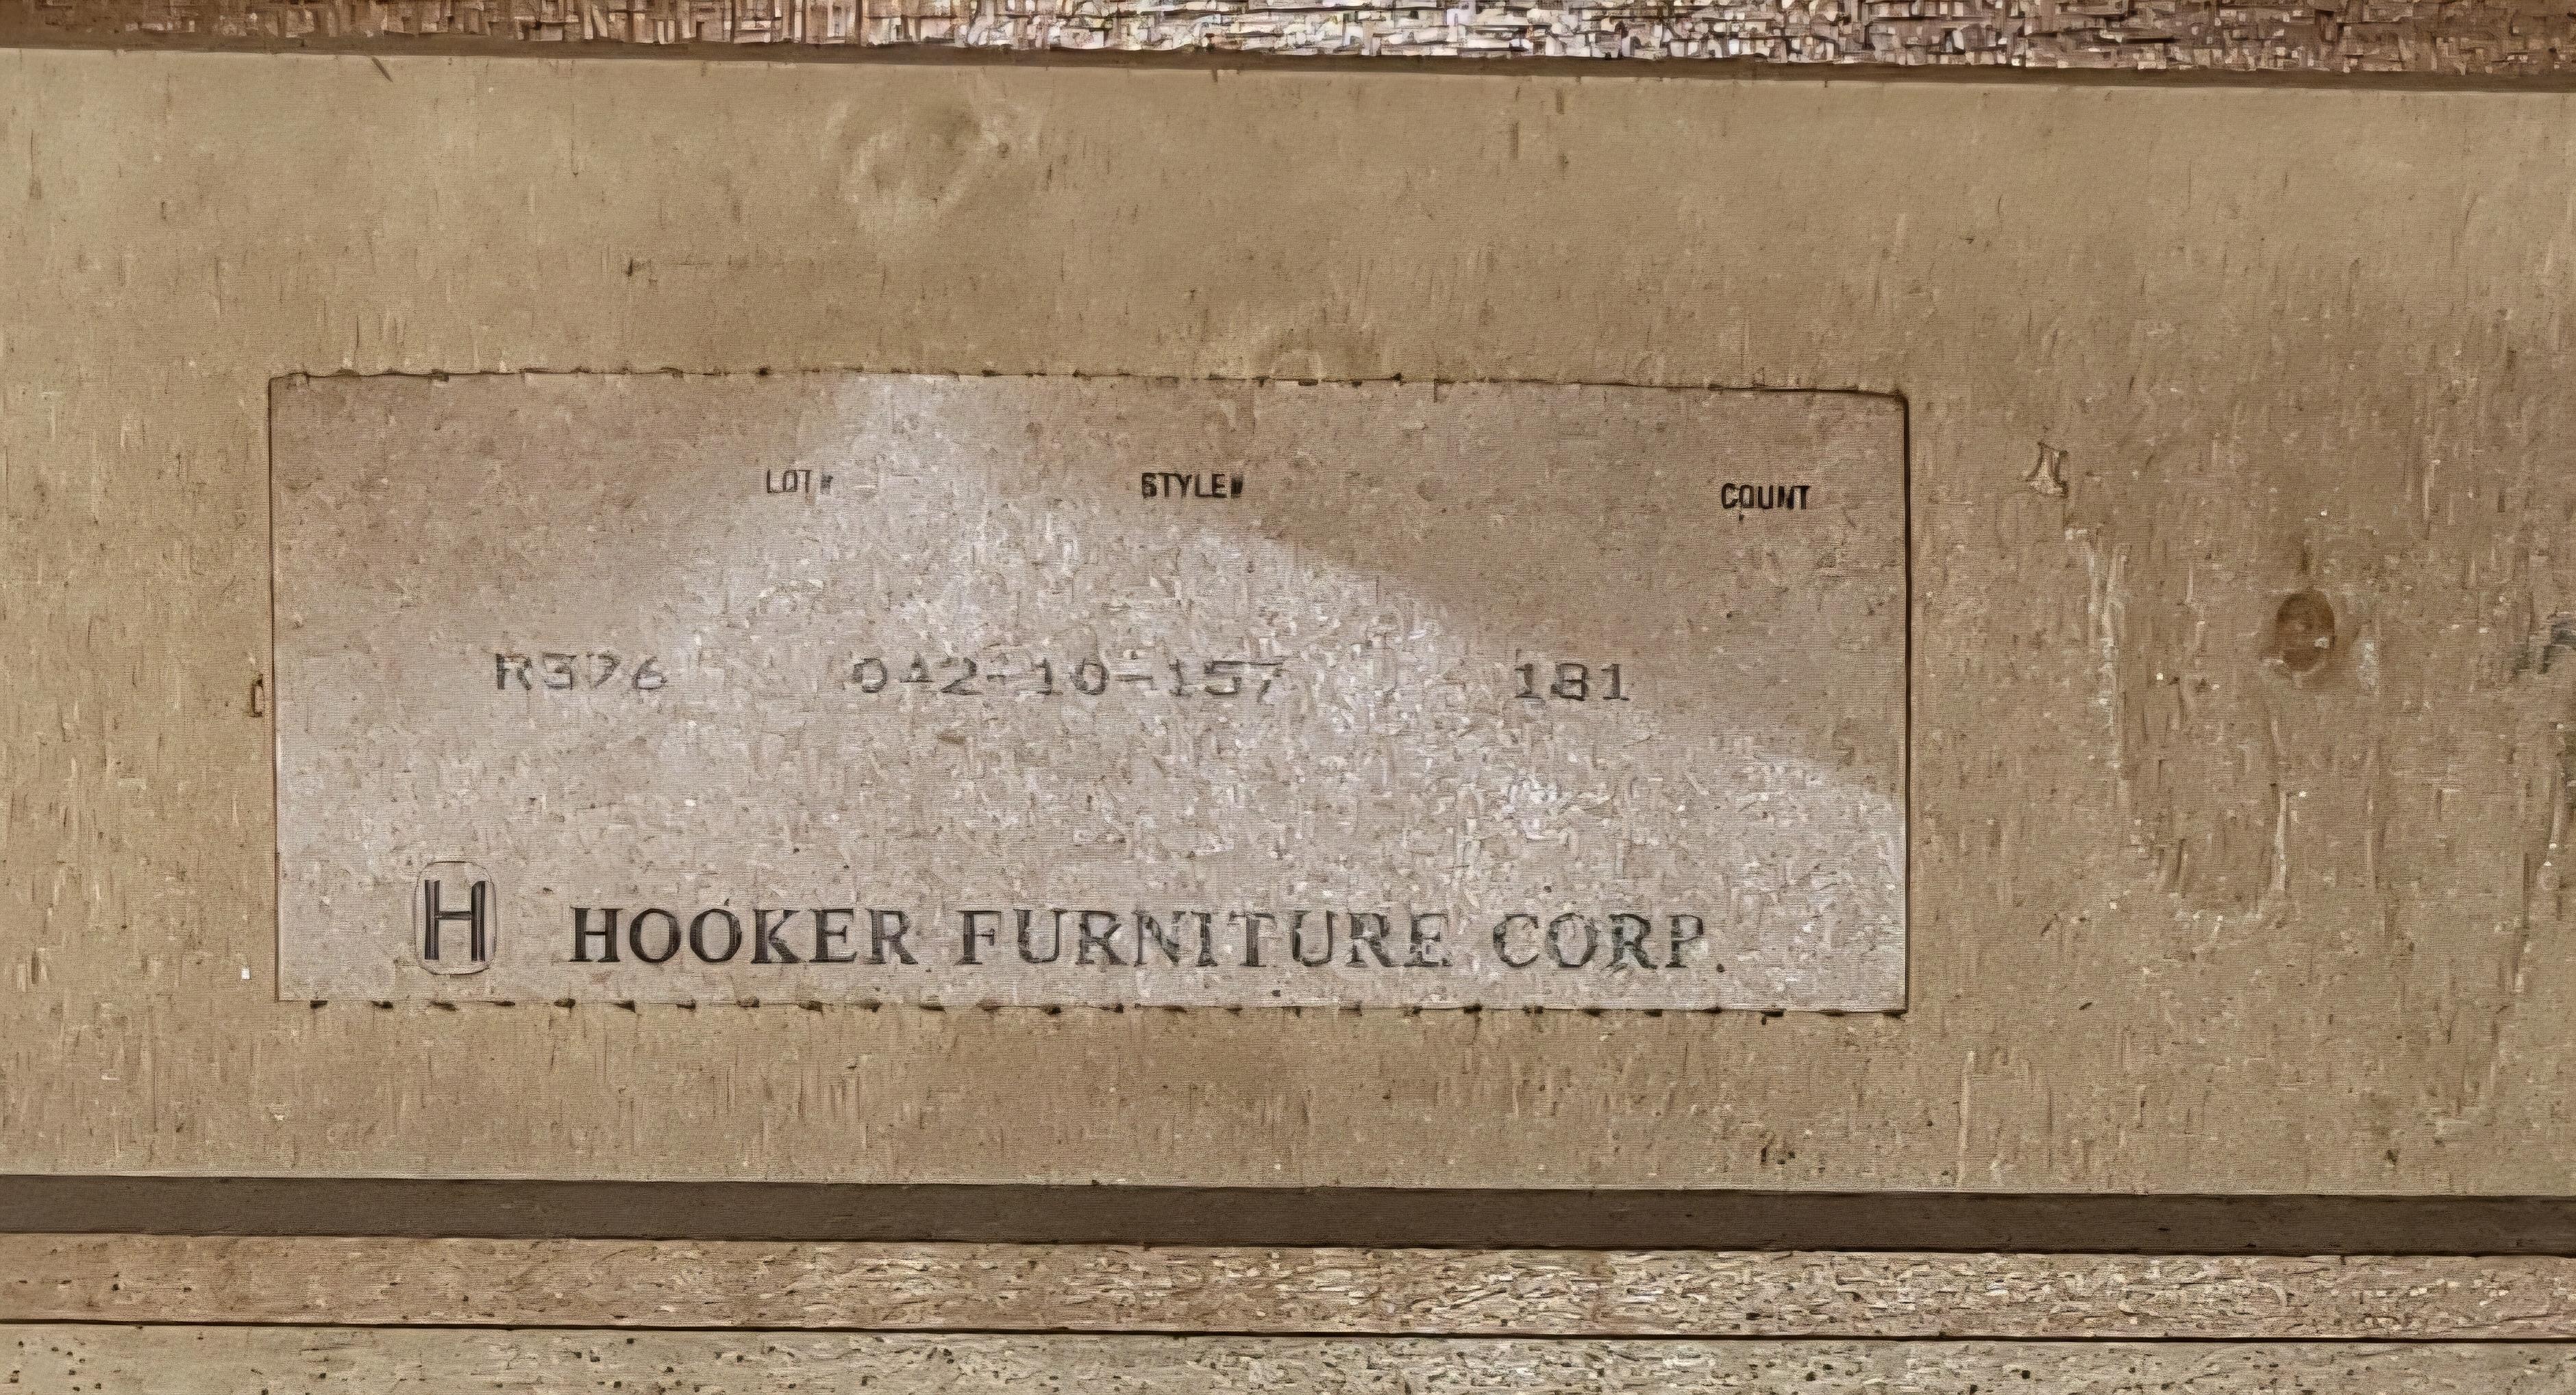 LOT# STYLE# COUNT
R376 042-10-157 181
H HOOKER FURNITURE CORP.